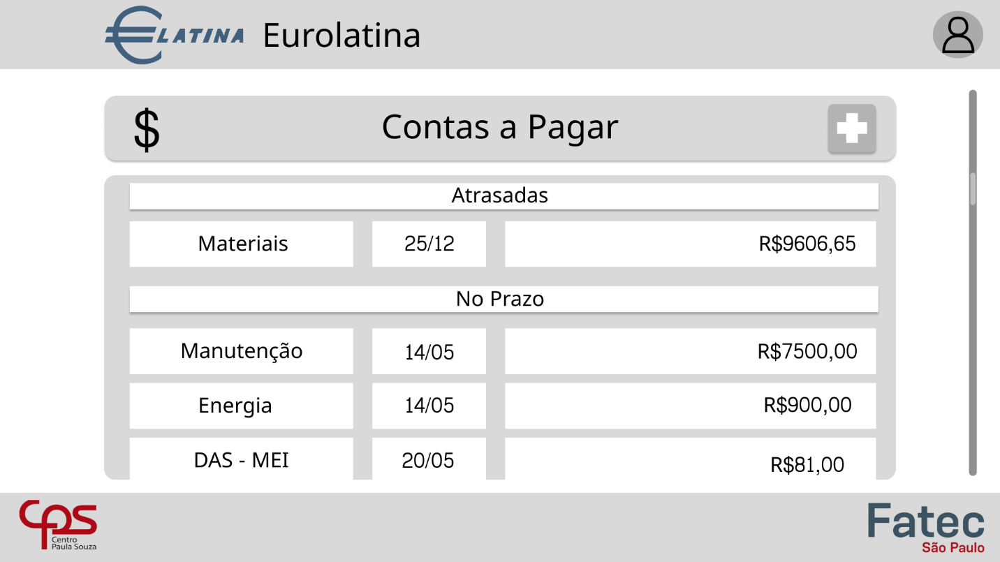 €LATINA Eurolatina
$ Contas a Pagar
Atrasadas
Materiais 25/12 R$9606,65
No Prazo
Manutenção 14/05 R$7500,00
Energia 14/05 R$900,00
DAS - MEI 20/05 R$81,00
cps
Centro
Paula Souza
Fatec
São Paulo